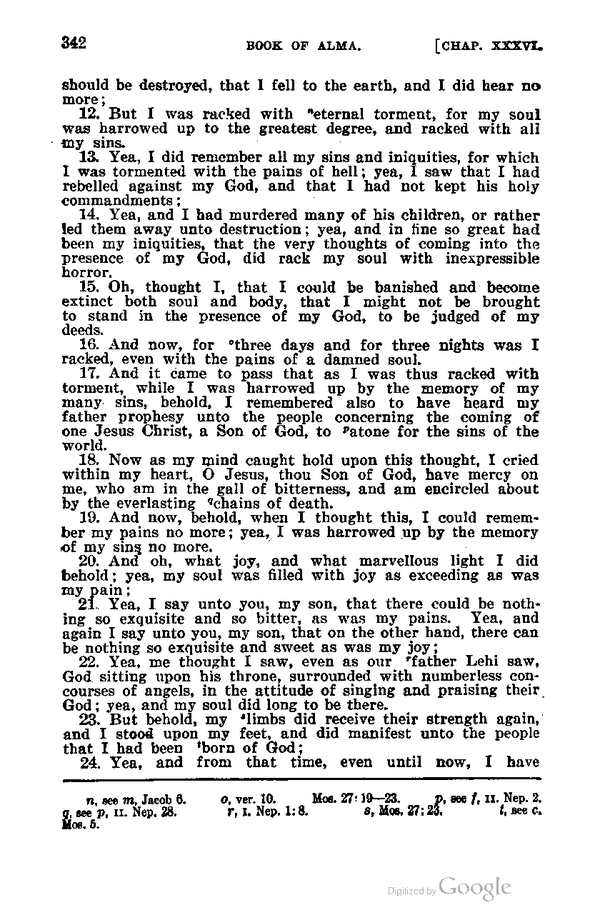 342 BOOK OF ALMA. [CHAP. XXXVI.
should be destroyed, that I fell to the earth, and I did hear no
more;
12. But I was racked with ⁿeternal torment, for my soul
was harrowed up to the greatest degree, and racked with all
my sins.
13. Yea, I did remember all my sins and iniquities, for which
I was tormented with the pains of hell; yea, I saw that I had
rebelled against my God, and that I had not kept his holy
commandments;
14. Yea, and I had murdered many of his children, or rather
led them away unto destruction; yea, and in fine so great had
been my iniquities, that the very thoughts of coming into the
presence of my God, did rack my soul with inexpressible
horror.
15. Oh, thought I, that I could be banished and become
extinct both soul and body, that I might not be brought
to stand in the presence of my God, to be judged of my
deeds.
16. And now, for ᵒthree days and for three nights was I
racked, even with the pains of a damned soul.
17. And it came to pass that as I was thus racked with
torment, while I was harrowed up by the memory of my
many sins, behold, I remembered also to have heard my
father prophesy unto the people concerning the coming of
one Jesus Christ, a Son of God, to ᵖatone for the sins of the
world.
18. Now as my mind caught hold upon this thought, I cried
within my heart, O Jesus, thou Son of God, have mercy on
me, who am in the gall of bitterness, and am encircled about
by the everlasting qchains of death.
19. And now, behold, when I thought this, I could remem-
ber my pains no more; yea, I was harrowed up by the memory
of my sins no more.
20. And oh, what joy, and what marvellous light I did
behold; yea, my soul was filled with joy as exceeding as was
my pain;
21. Yea, I say unto you, my son, that there could be noth-
ing so exquisite and so bitter, as was my pains. Yea, and
again I say unto you, my son, that on the other hand, there can
be nothing so exquisite and sweet as was my joy;
22. Yea, me thought I saw, even as our ʳfather Lehi saw,
God sitting upon his throne, surrounded with numberless con-
courses of angels, in the attitude of singing and praising their
God; yea, and my soul did long to be there.
23. But behold, my ˢlimbs did receive their strength again,
and I stood upon my feet, and did manifest unto the people
that I had been ᵗborn of God;
24. Yea, and from that time, even until now, I have
n, see m, Jacob 6. o, ver. 10. Mos. 27:19—23. p, see f, II. Nep. 2.
q, see p, II. Nep. 28. r, I. Nep. 1:8. s, Mos. 27:23. t, see c,
Mos. 5.
Digitized by Google